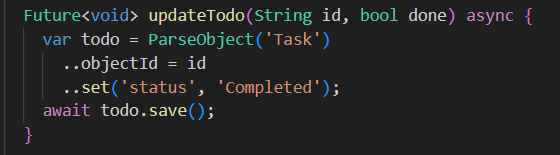 Future<void> updateTodo(String id, bool done) async {
  var todo = ParseObject('Task')
    ..objectId = id
    ..set('status', 'Completed');
  await todo.save();
}